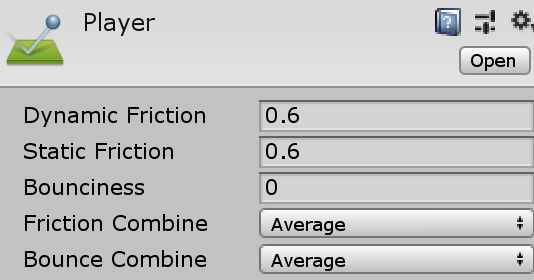 Player
Open
Dynamic Friction 0.6
Static Friction 0.6
Bounciness 0
Friction Combine Average
Bounce Combine Average